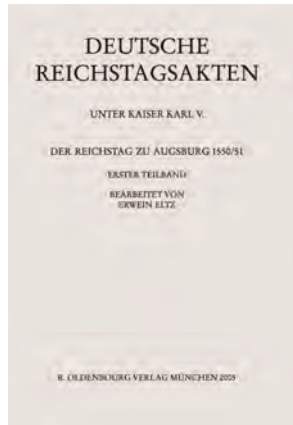 DEUTSCHE
REICHSTAGSAKTEN
UNTER KAISER KARL V.
DER REICHSTAG ZU AUGSBURG 1550/51
ERSTER TEILBAND
BEARBEITET VON
ERWEIN ELTZ
R. OLDENBOURG VERLAG MÜNCHEN 2005